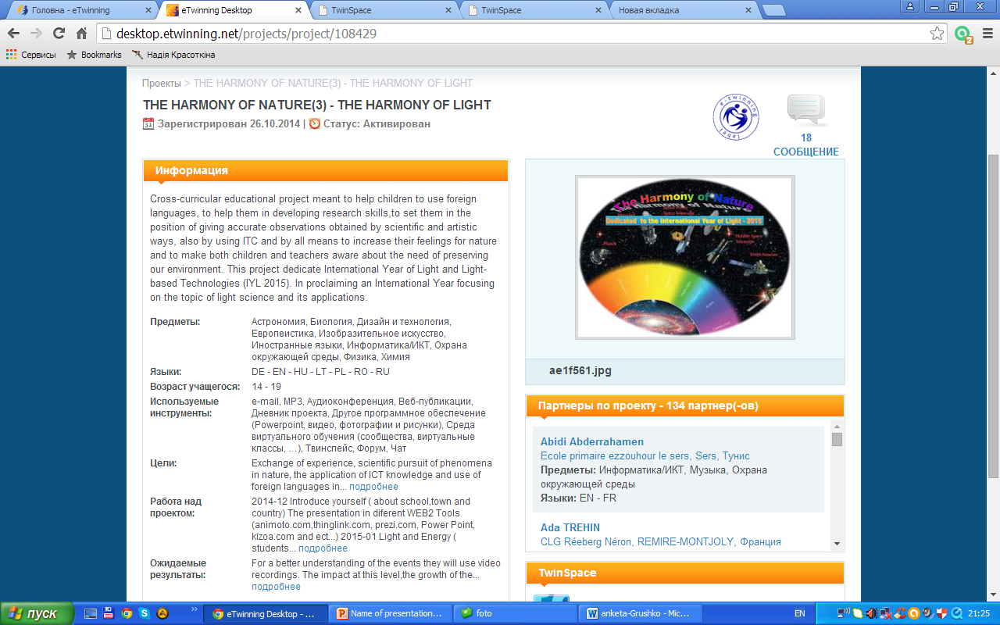 Головна - eTwinning
eTwinning Desktop
TwinSpace
TwinSpace
Новая вкладка
desktop.etwinning.net/projects/project/108429
2
Сервисы
Bookmarks
Надія Красоткіна
Проекты > THE HARMONY OF NATURE(3) - THE HARMONY OF LIGHT
THE HARMONY OF NATURE(3) - THE HARMONY OF LIGHT
31 Зарегистрирован 26.10.2014 | Статус: Активирован
e-twinning
label
18
СООБЩЕНИЕ
Информация
Cross-curricular educational project meant to help children to use foreign
languages, to help them in developing research skills,to set them in the
position of giving accurate observations obtained by scientific and artistic
ways, also by using ITC and by all means to increase their feelings for nature
and to make both children and teachers aware about the need of preserving
our environment. This project dedicate International Year of Light and Light-
based Technologies (IYL 2015). In proclaiming an International Year focusing
on the topic of light science and its applications.
Предметы:
Астрономия, Биология, Дизайн и технология,
Европеистика, Изобразительное искусство,
Иностранные языки, Информатика/ИКТ, Охрана
окружающей среды, Физика, Химия
Языки:
DE - EN - HU - LT - PL - RO - RU
Возраст учащегося:
14 - 19
Используемые
инструменты:
e-mail, MP3, Аудиоконференция, Веб-публикации,
Дневник проекта, Другое программное обеспечение
(Powerpoint, видео, фотографии и рисунки), Среда
виртуального обучения (сообщества, виртуальные
классы, ...), Твинспейс, Форум, Чат
Цели:
Exchange of experience, scientific pursuit of phenomena
in nature, the application of ICT knowledge and use of
foreign languages in... подробнее
Работа над
проектом:
2014-12 Introduce yourself ( about school,town and
country) The presentation in diferent WEB2 Tools
(animoto.com,thinglink.com, prezi.com, Power Point,
kizoa.com and ect...) 2015-01 Light and Energy (
students... подробнее
Ожидаемые
результаты:
For a better understanding of the events they will use video
recordings. The impact at this level,the growth of the...
подробнее
The Harmony of Nature
Dedicated to the International Year of Light - 2015
Hubble Space
Telescope
Planck
XMM-Newton
ae1f561.jpg
Партнеры по проекту - 134 партнер(-ов)
Abidi Abderrahamen
Ecole primaire ezzouhour le sers, Sers, Тунис
Предметы: Информатика/ИКТ, Музыка, Охрана
окружающей среды
Языки: EN - FR
Ada TREHIN
CLG Réeberg Néron, REMIRE-MONTJOLY, Франция
TwinSpace
пуск
eTwinning Desktop - ...
Name of presentation...
foto
anketa-Grushko - Mic...
EN
21:25